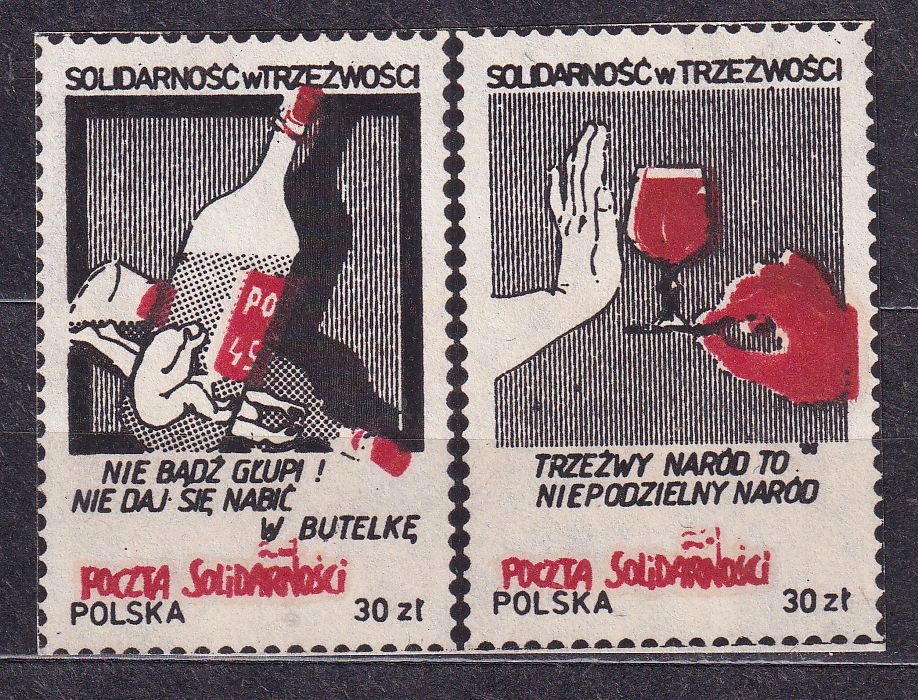 SOLIDARNOŚĆ w TRZEŹWOŚCI
PO
45
NIE BĄDŹ GŁUPI !
NIE DAJ SIĘ NABIĆ
W BUTELKĘ
POCZTA SOLiDARNOŚCi
POLSKA 30 zł
SOLIDARNOŚĆ w TRZEŹWOŚCI
TRZEŹWY NARÓD TO
NIEPODZIELNY NARÓD
POCZTA SOLiDARNOŚCi
POLSKA 30 zł